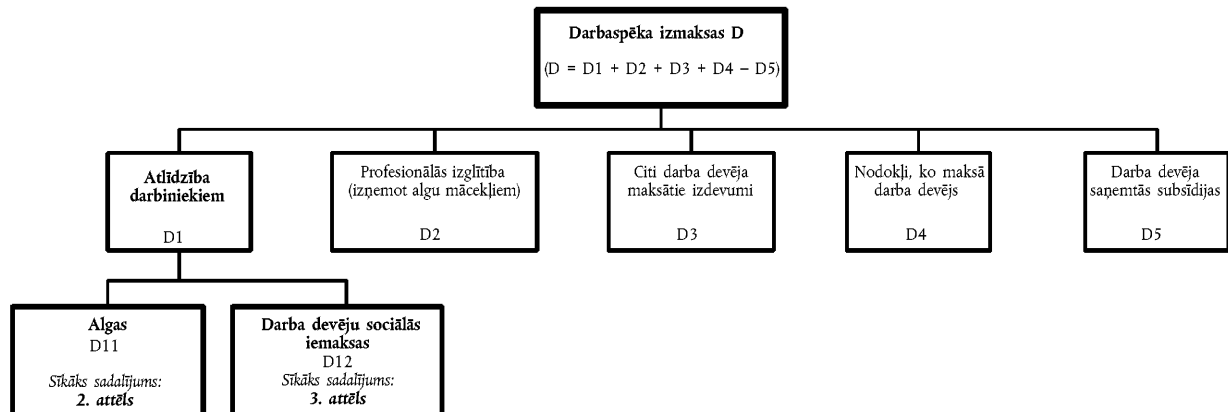 Darbaspēka izmaksas D
(D = D1 + D2 + D3 + D4 – D5)
Atlīdzība
darbiniekiem
D1
Profesionālās izglītība
(izņemot algu mācekļiem)
D2
Citi darba devēja
maksātie izdevumi
D3
Nodokļi, ko maksā
darba devējs
D4
Darba devēja
saņemtās subsīdijas
D5
Algas
D11
Sīkāks sadalījums:
2. attēls
Darba devēju sociālās
iemaksas
D12
Sīkāks sadalījums:
3. attēls